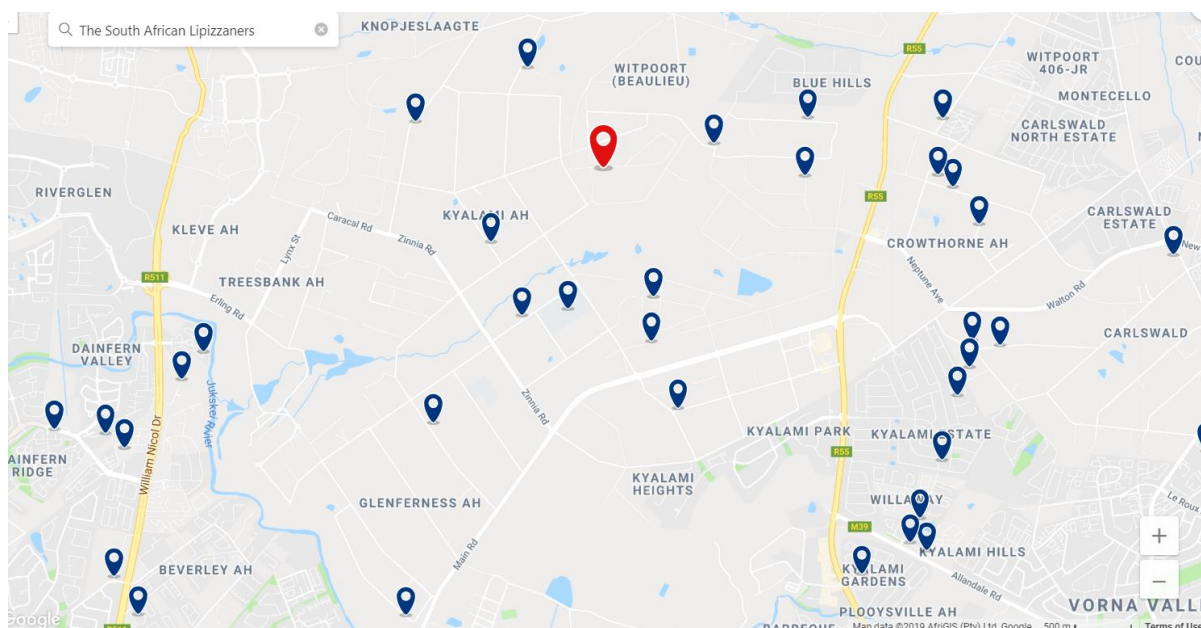 The South African Lipizzaners
KNOPJESLAAGTE
R55
WITPOORT
(BEAULIEU)
WITPOORT
406-JR
BLUE HILLS
MONTECELLO
CARLSWALD
NORTH ESTATE
RIVERGLEN
R55
CARLSWALD
ESTATE
KYALAMI AH
Caracal Rd
KLEVE AH
Zinnia Rd
Lynx St
CROWTHORNE AH
New
R511
TREESBANK AH
Neptune Ave
Erling Rd
Walton Rd
DAINFERN
VALLEY
CARLSWALD
Jukskei Rivier
Zinnia Rd
William Nicol Dr
KYALAMI PARK
KYALAMI ESTATE
R55
AINFERN
RIDGE
KYALAMI
HEIGHTS
GLENFERNESS AH
WILLAWAY
Le Roux
M39
Main Rd
KYALAMI HILLS
BEVERLEY AH
KYALAMI
GARDENS
Allandale Rd
PLOOYSVILLE AH
VORNA VALL
Google
Map data ©2019 AfriGIS (Pty) Ltd, Google
500 m
Terms of Use